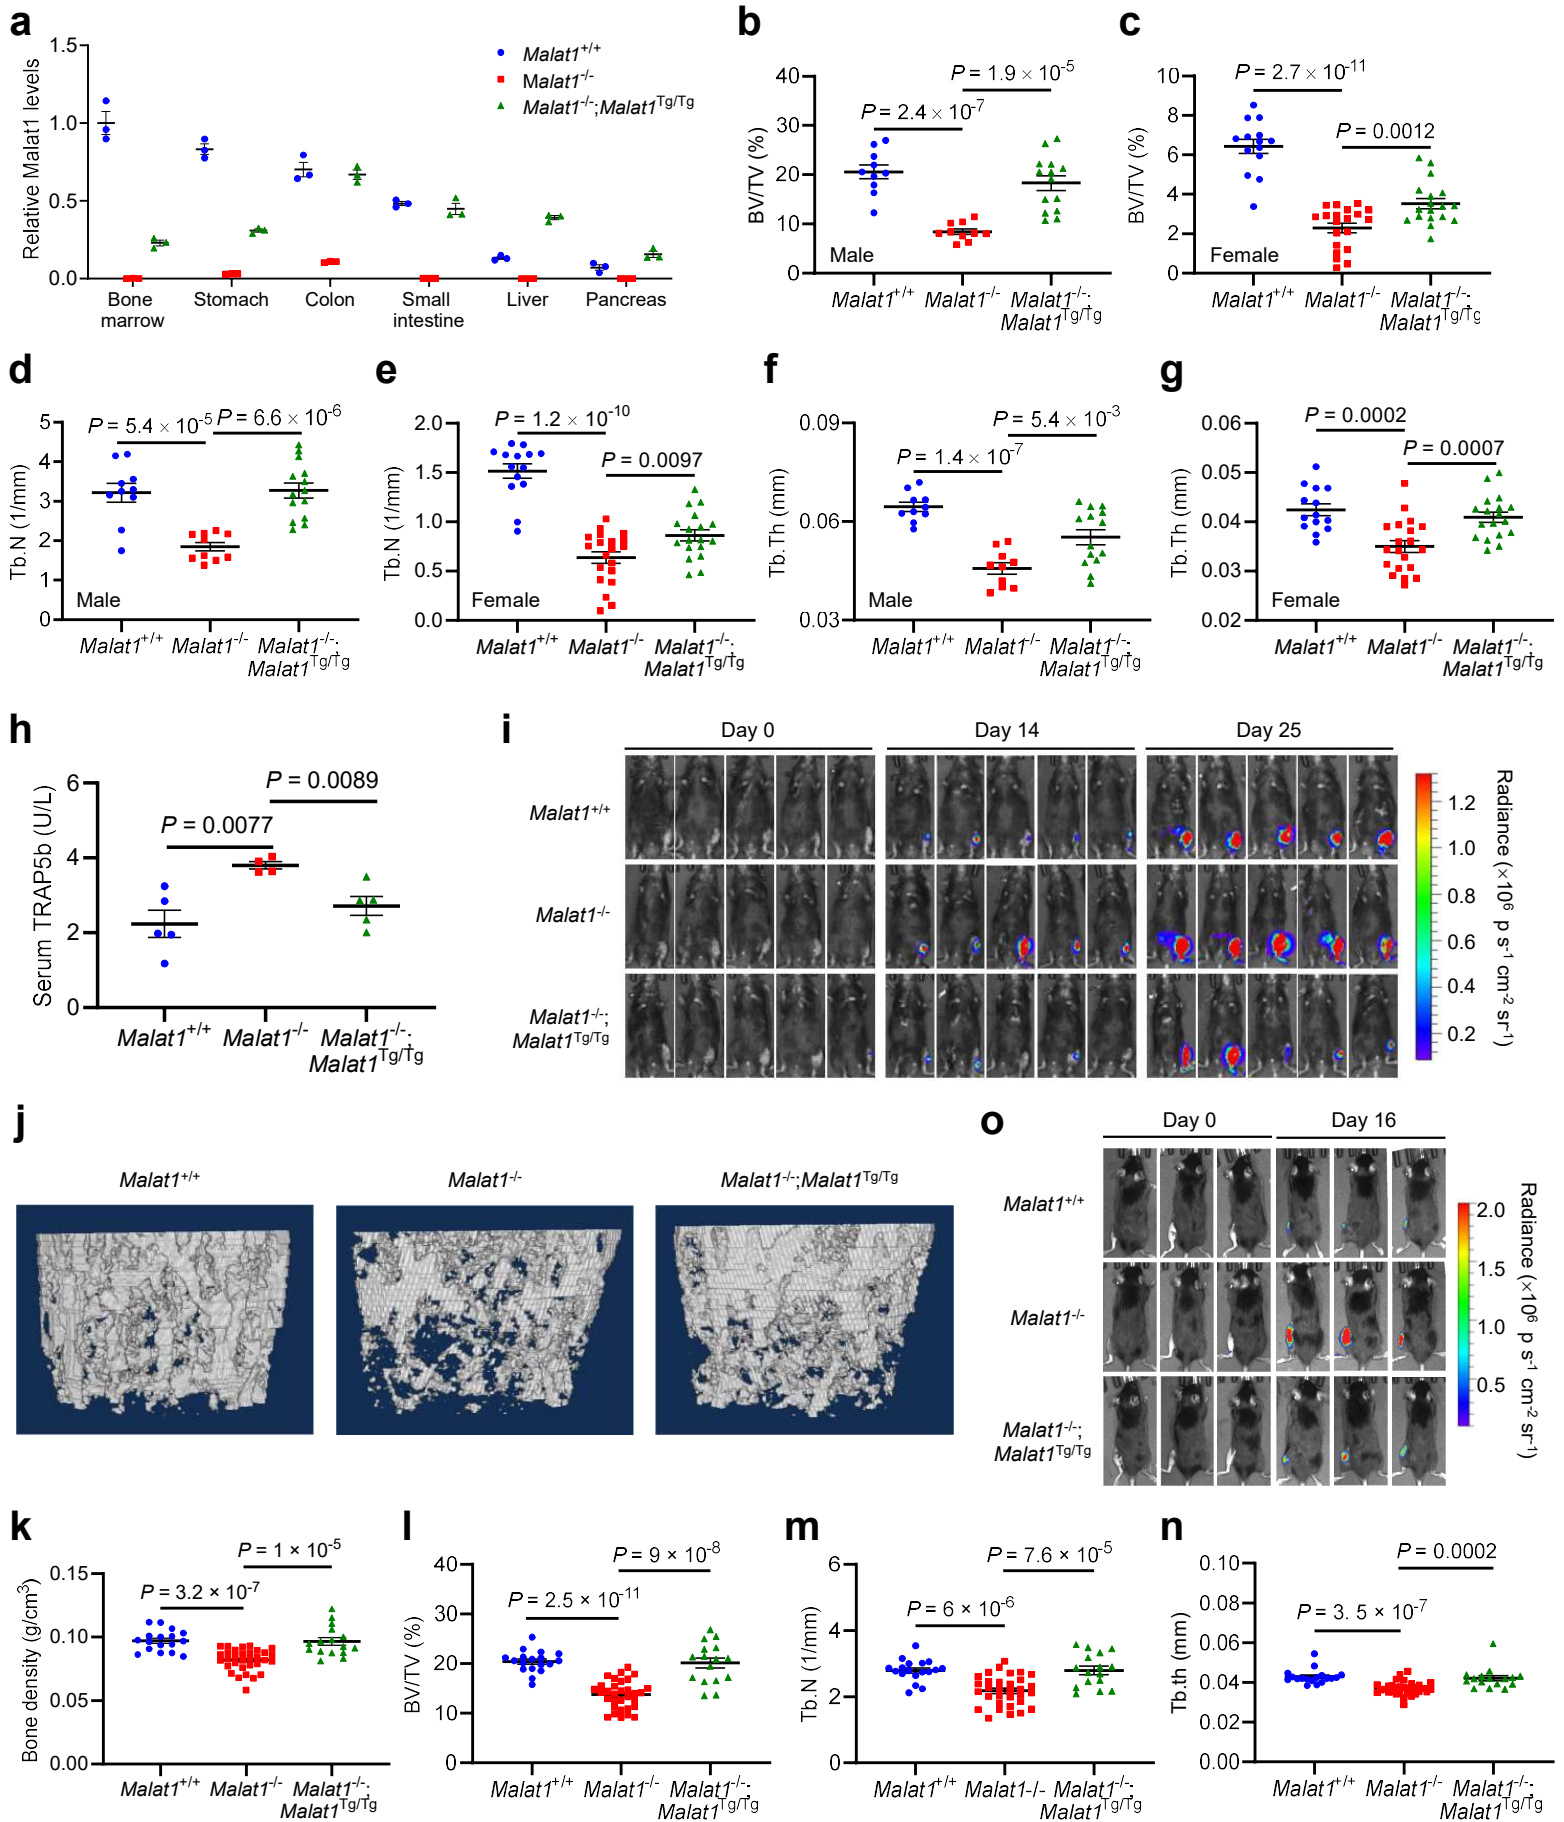 a
Relative Malat1 levels
1.5
1.0
0.5
0.0
Malat1+/+
Malat1-/-
Malat1-/-;Malat1Tg/Tg
Bone marrow
Stomach
Colon
Small intestine
Liver
Pancreas
b
BV/TV (%)
40
30
20
10
0
P = 2.4 × 10-7
P = 1.9 × 10-5
Male
Malat1+/+
Malat1-/-
Malat1-/-;
Malat1Tg/Tg
c
BV/TV (%)
10
8
6
4
2
0
P = 2.7 × 10-11
P = 0.0012
Female
Malat1+/+
Malat1-/-
Malat1-/-;
Malat1Tg/Tg
d
Tb.N (1/mm)
5
4
3
2
1
0
P = 5.4 × 10-5
P = 6.6 × 10-6
Male
Malat1+/+
Malat1-/-
Malat1-/-;
Malat1Tg/Tg
e
Tb.N (1/mm)
2.0
1.5
1.0
0.5
0.0
P = 1.2 × 10-10
P = 0.0097
Female
Malat1+/+
Malat1-/-
Malat1-/-;
Malat1Tg/Tg
f
Tb.Th (mm)
0.09
0.06
0.03
P = 1.4 × 10-7
P = 5.4 × 10-3
Male
Malat1+/+
Malat1-/-
Malat1-/-;
Malat1Tg/Tg
g
Tb.Th (mm)
0.06
0.05
0.04
0.03
0.02
P = 0.0002
P = 0.0007
Female
Malat1+/+
Malat1-/-
Malat1-/-;
Malat1Tg/Tg
h
Serum TRAP5b (U/L)
6
4
2
0
P = 0.0077
P = 0.0089
Malat1+/+
Malat1-/-
Malat1-/-;
Malat1Tg/Tg
i
Day 0
Day 14
Day 25
Malat1+/+
Malat1-/-
Malat1-/-;
Malat1Tg/Tg
1.2
1.0
0.8
0.6
0.4
0.2
Radiance (×106 p s-1 cm-2 sr-1)
j
Malat1+/+
Malat1-/-
Malat1-/-;Malat1Tg/Tg
o
Day 0
Day 16
Malat1+/+
Malat1-/-
Malat1-/-;
Malat1Tg/Tg
2.0
1.5
1.0
0.5
Radiance (×106 p s-1 cm-2 sr-1)
k
Bone density (g/cm3)
0.15
0.10
0.05
0.00
P = 3.2 × 10-7
P = 1 × 10-5
Malat1+/+
Malat1-/-
Malat1-/-;
Malat1Tg/Tg
l
BV/TV (%)
40
30
20
10
0
P = 2.5 × 10-11
P = 9 × 10-8
Malat1+/+
Malat1-/-
Malat1-/-;
Malat1Tg/Tg
m
Tb.N (1/mm)
6
4
2
0
P = 6 × 10-6
P = 7.6 × 10-5
Malat1+/+
Malat1-/-
Malat1-/-;
Malat1Tg/Tg
n
Tb.th (mm)
0.10
0.08
0.06
0.04
0.02
0.00
P = 3. 5 × 10-7
P = 0.0002
Malat1+/+
Malat1-/-
Malat1-/-;
Malat1Tg/Tg